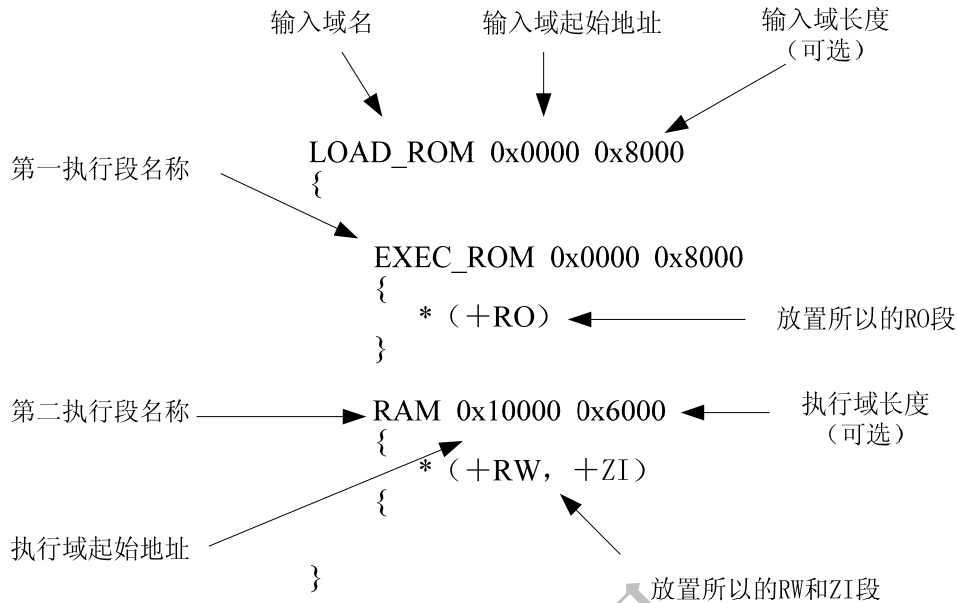 输入域名
输入域起始地址
输入域长度
（可选）
LOAD_ROM 0x0000 0x8000
第一执行段名称
{
EXEC_ROM 0x0000 0x8000
{
*（＋RO）
放置所以的RO段
}
第二执行段名称
RAM 0x10000 0x6000
执行域长度
（可选）
{
*（＋RW，＋ZI）
{
执行域起始地址
}
放置所以的RW和ZI段